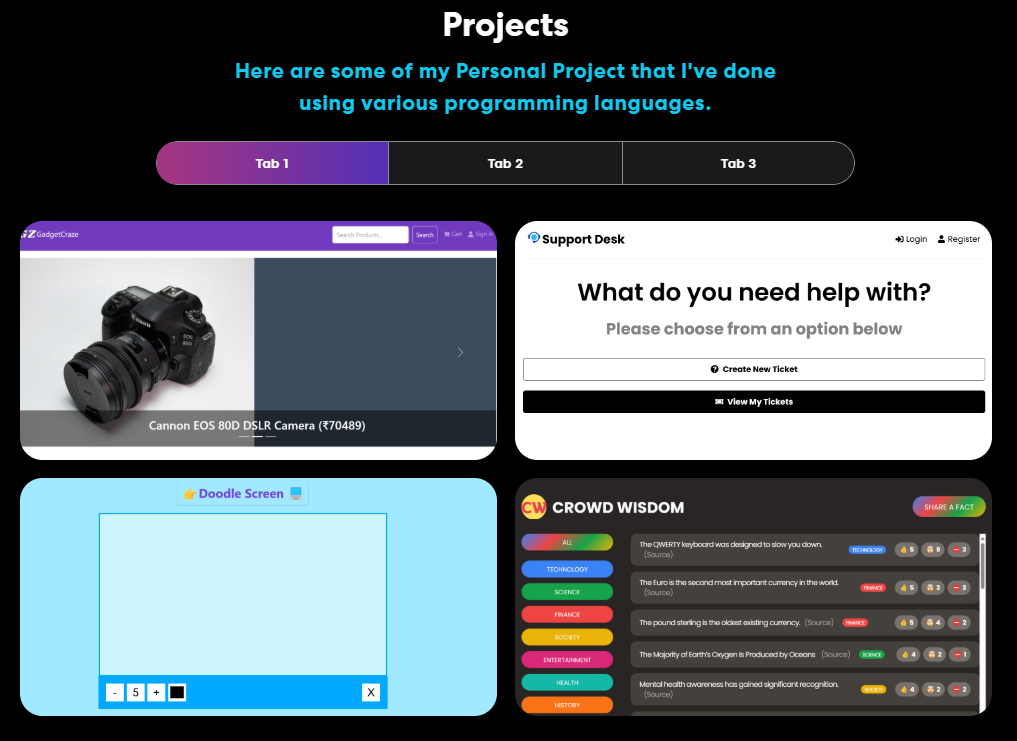 Projects
Here are some of my Personal Project that I've done
using various programming languages.
Tab 1
Tab 2
Tab 3
GZ GadgetCraze
Search Products...
Search
Cart
Sign In
Canon
EOS
80D
Cannon EOS 80D DSLR Camera (₹70489)
Support Desk
Login
Register
What do you need help with?
Please choose from an option below
Create New Ticket
View My Tickets
👉 Doodle Screen 💻
- 5 +
X
CW CROWD WISDOM
SHARE A FACT
ALL
TECHNOLOGY
SCIENCE
FINANCE
SOCIETY
ENTERTAINMENT
HEALTH
HISTORY
The QWERTY keyboard was designed to slow you down.
(Source)
TECHNOLOGY
👍 5 🤯 9 ⛔ 3
The Euro is the second most important currency in the world.
(Source)
FINANCE
👍 5 🤯 3 ⛔ 3
The pound sterling is the oldest existing currency. (Source) FINANCE
👍 5 🤯 4 ⛔ 2
The Majority of Earth's Oxygen Is Produced by Oceans (Source) SCIENCE
👍 4 🤯 2 ⛔ 1
Mental health awareness has gained significant recognition.
(Source)
SOCIETY
👍 4 🤯 2 ⛔ 2